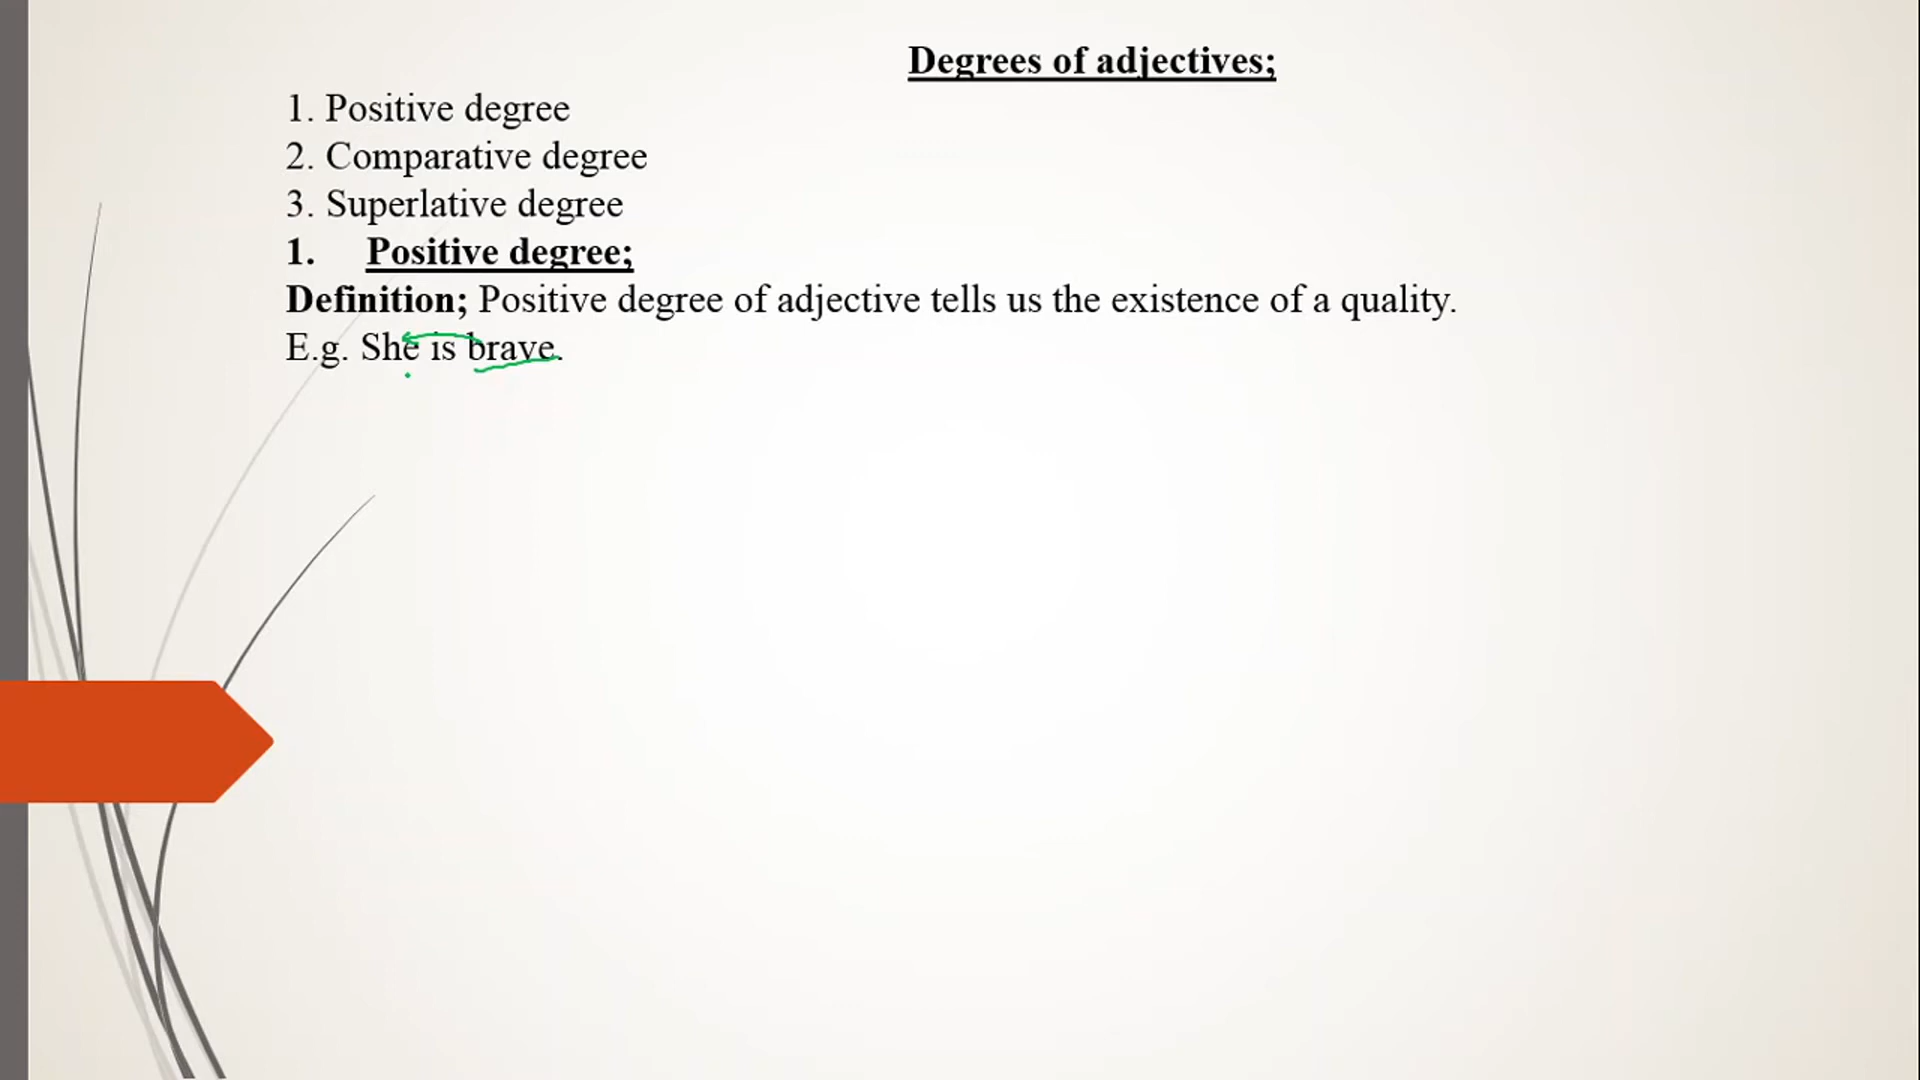 Degrees of adjectives;
1. Positive degree
2. Comparative degree
3. Superlative degree
1. Positive degree;
Definition; Positive degree of adjective tells us the existence of a quality.
E.g. She is brave.